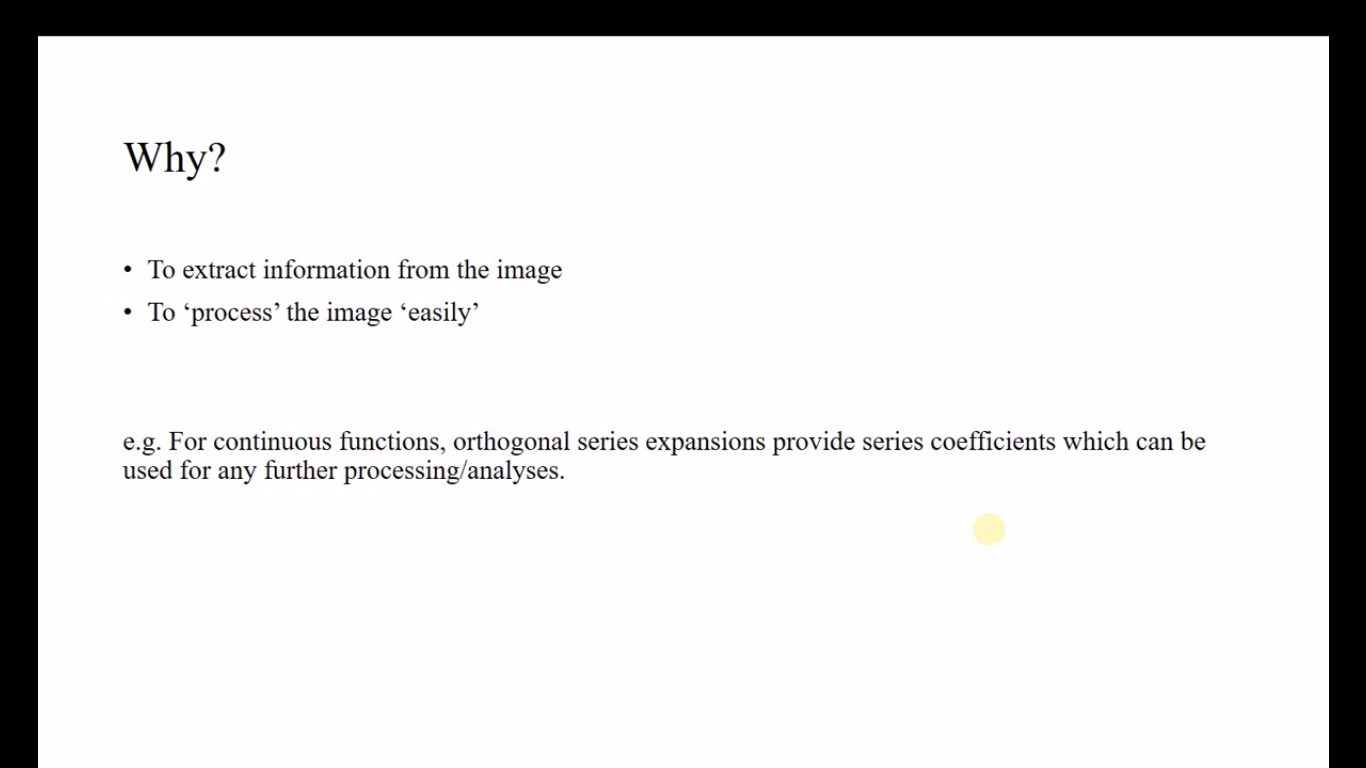 Why?
• To extract information from the image
• To ‘process’ the image ‘easily’
e.g. For continuous functions, orthogonal series expansions provide series coefficients which can be
used for any further processing/analyses.